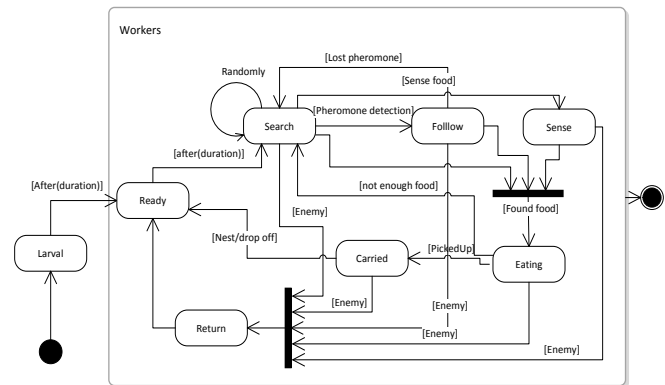 Workers
[Lost pheromone]
Randomly
[Sense food]
[Pheromone detection]
Search
Folllow
Sense
[after(duration)]
[After(duration)]
[not enough food]
Ready
[Enemy]
[Found food]
[Nest/drop off]
[PickedUp]
Larval
Carried
Eating
[Enemy]
[Enemy]
Return
[Enemy]
[Enemy]